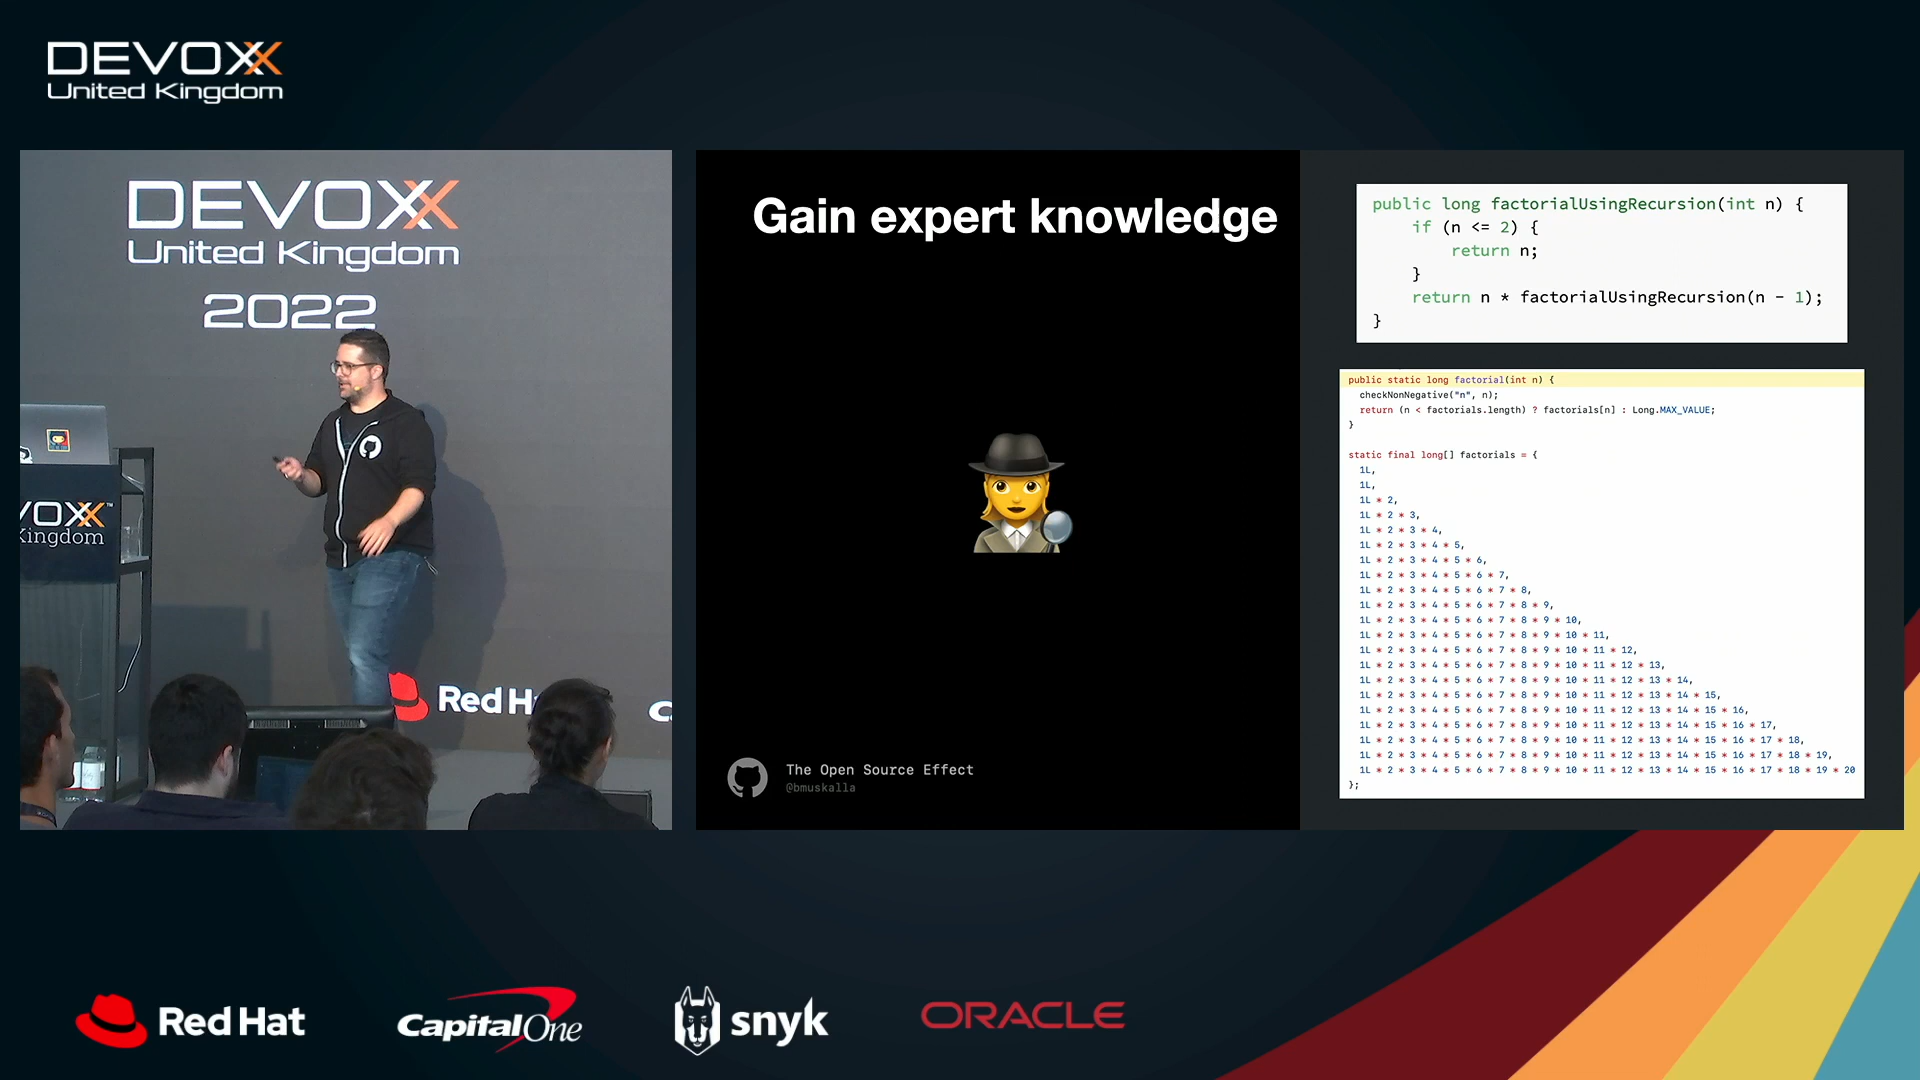 DEVOXX
United Kingdom
DEVOXX
United Kingdom
2022
VOXX™
Kingdom
Red H
C
Gain expert knowledge
The Open Source Effect
@bmuskalla
public long factorialUsingRecursion(int n) {
if (n <= 2) {
return n;
}
return n * factorialUsingRecursion(n - 1);
}
public static long factorial(int n) {
checkNonNegative("n", n);
return (n < factorials.length) ? factorials[n] : Long.MAX_VALUE;
}
static final long[] factorials = {
1L,
1L,
1L * 2,
1L * 2 * 3,
1L * 2 * 3 * 4,
1L * 2 * 3 * 4 * 5,
1L * 2 * 3 * 4 * 5 * 6,
1L * 2 * 3 * 4 * 5 * 6 * 7,
1L * 2 * 3 * 4 * 5 * 6 * 7 * 8,
1L * 2 * 3 * 4 * 5 * 6 * 7 * 8 * 9,
1L * 2 * 3 * 4 * 5 * 6 * 7 * 8 * 9 * 10,
1L * 2 * 3 * 4 * 5 * 6 * 7 * 8 * 9 * 10 * 11,
1L * 2 * 3 * 4 * 5 * 6 * 7 * 8 * 9 * 10 * 11 * 12,
1L * 2 * 3 * 4 * 5 * 6 * 7 * 8 * 9 * 10 * 11 * 12 * 13,
1L * 2 * 3 * 4 * 5 * 6 * 7 * 8 * 9 * 10 * 11 * 12 * 13 * 14,
1L * 2 * 3 * 4 * 5 * 6 * 7 * 8 * 9 * 10 * 11 * 12 * 13 * 14 * 15,
1L * 2 * 3 * 4 * 5 * 6 * 7 * 8 * 9 * 10 * 11 * 12 * 13 * 14 * 15 * 16,
1L * 2 * 3 * 4 * 5 * 6 * 7 * 8 * 9 * 10 * 11 * 12 * 13 * 14 * 15 * 16 * 17,
1L * 2 * 3 * 4 * 5 * 6 * 7 * 8 * 9 * 10 * 11 * 12 * 13 * 14 * 15 * 16 * 17 * 18,
1L * 2 * 3 * 4 * 5 * 6 * 7 * 8 * 9 * 10 * 11 * 12 * 13 * 14 * 15 * 16 * 17 * 18 * 19,
1L * 2 * 3 * 4 * 5 * 6 * 7 * 8 * 9 * 10 * 11 * 12 * 13 * 14 * 15 * 16 * 17 * 18 * 19 * 20
};
Red Hat
Capital One
snyk
ORACLE